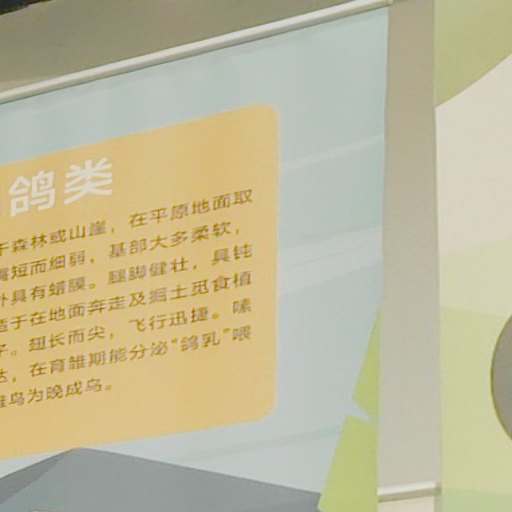 鸽类
于森林或山崖，在平原地面取
嘴短而细弱，基部大多柔软，
外具有蜡膜。腿脚健壮，具钝
适于在地面奔走及掘土觅食植
子。翅长而尖，飞行迅捷。嗉
达，在育雏期能分泌“鸽乳”喂
雏鸟为晚成鸟。